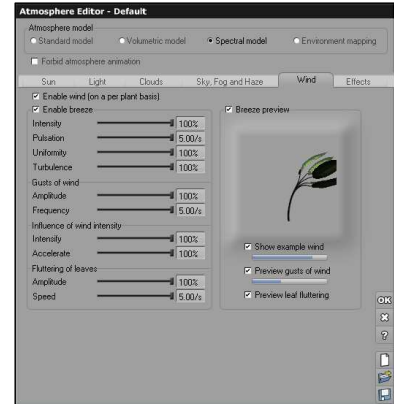 Atmosphere Editor - Default
Atmosphere model
Standard model Volumetric model Spectral model Environment mapping
Forbid atmosphere animation
Sun Light Clouds Sky, Fog and Haze Wind Effects
Enable wind (on a per plant basis)
Enable breeze
Intensity 100%
Pulsation 5.00/s
Uniformity 100%
Turbulence 100%
Gusts of wind
Amplitude 100%
Frequency 5.00/s
Influence of wind intensity
Intensify 100%
Accelerate 100%
Fluttering of leaves
Amplitude 100%
Speed 5.00/s
Breeze preview
Show example wind
Preview gusts of wind
Preview leaf fluttering
OK
?